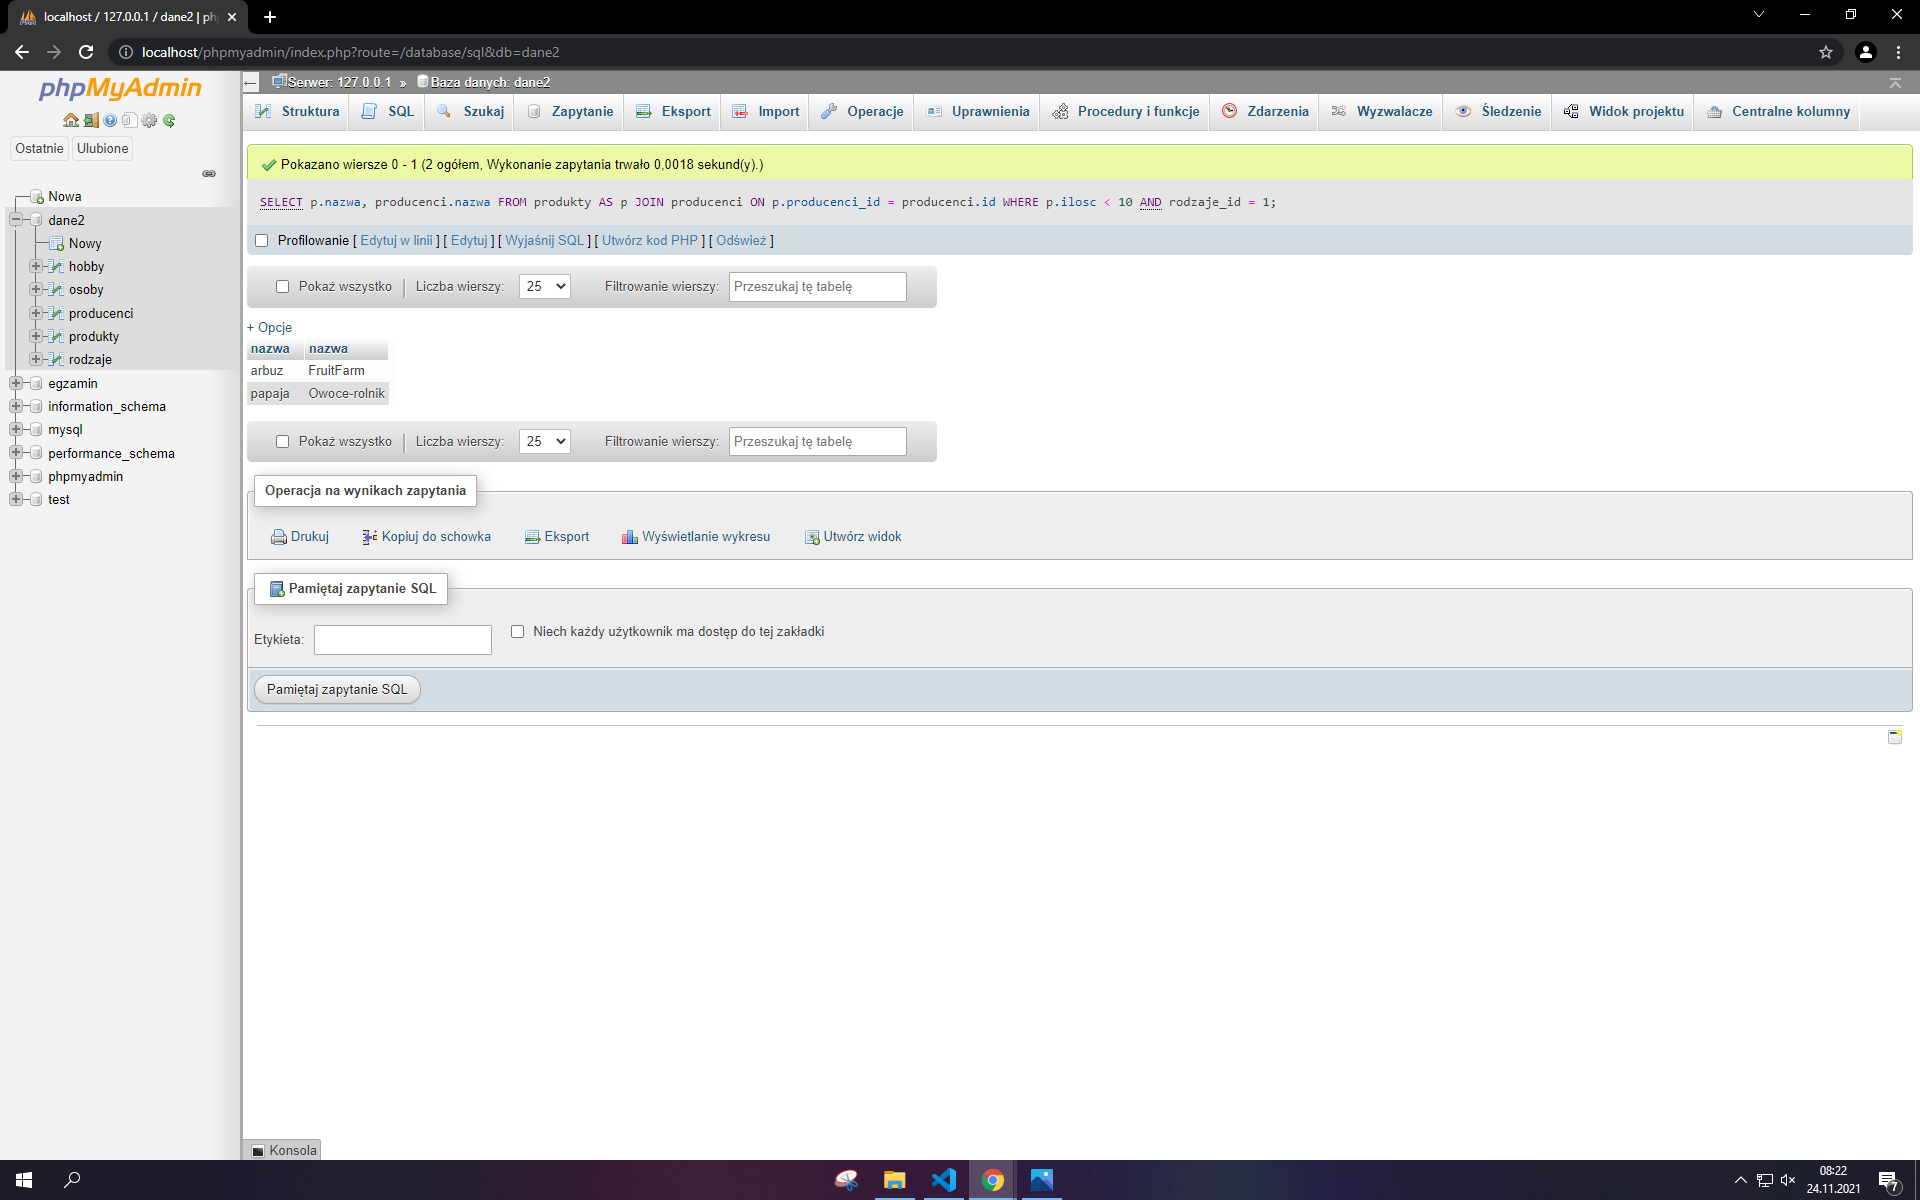 localhost / 127.0.0.1 / dane2 | ph
localhost/phpmyadmin/index.php?route=/database/sql&db=dane2
phpMyAdmin
Ostatnie Ulubione
Nowa
dane2
Nowy
hobby
osoby
producenci
produkty
rodzaje
egzamin
information_schema
mysql
performance_schema
phpmyadmin
test
Serwer: 127.0.0.1 » Baza danych: dane2
Struktura SQL Szukaj Zapytanie Eksport Import Operacje Uprawnienia Procedury i funkcje Zdarzenia Wyzwalacze Śledzenie Widok projektu Centralne kolumny
Pokazano wiersze 0 - 1 (2 ogółem, Wykonanie zapytania trwało 0,0018 sekund(y).)
SELECT p.nazwa, producenci.nazwa FROM produkty AS p JOIN producenci ON p.producenci_id = producenci.id WHERE p.ilosc < 10 AND rodzaje_id = 1;
Profilowanie [ Edytuj w linii ] [ Edytuj ] [ Wyjaśnij SQL ] [ Utwórz kod PHP ] [ Odśwież ]
Pokaż wszystko | Liczba wierszy: 25 Filtrowanie wierszy: Przeszukaj tę tabelę
+ Opcje
nazwa nazwa
arbuz FruitFarm
papaja Owoce-rolnik
Pokaż wszystko | Liczba wierszy: 25 Filtrowanie wierszy: Przeszukaj tę tabelę
Operacja na wynikach zapytania
Drukuj Kopiuj do schowka Eksport Wyświetlanie wykresu Utwórz widok
Pamiętaj zapytanie SQL
Etykieta: Niech każdy użytkownik ma dostęp do tej zakładki
Pamiętaj zapytanie SQL
Konsola
08:22
24.11.2021
7